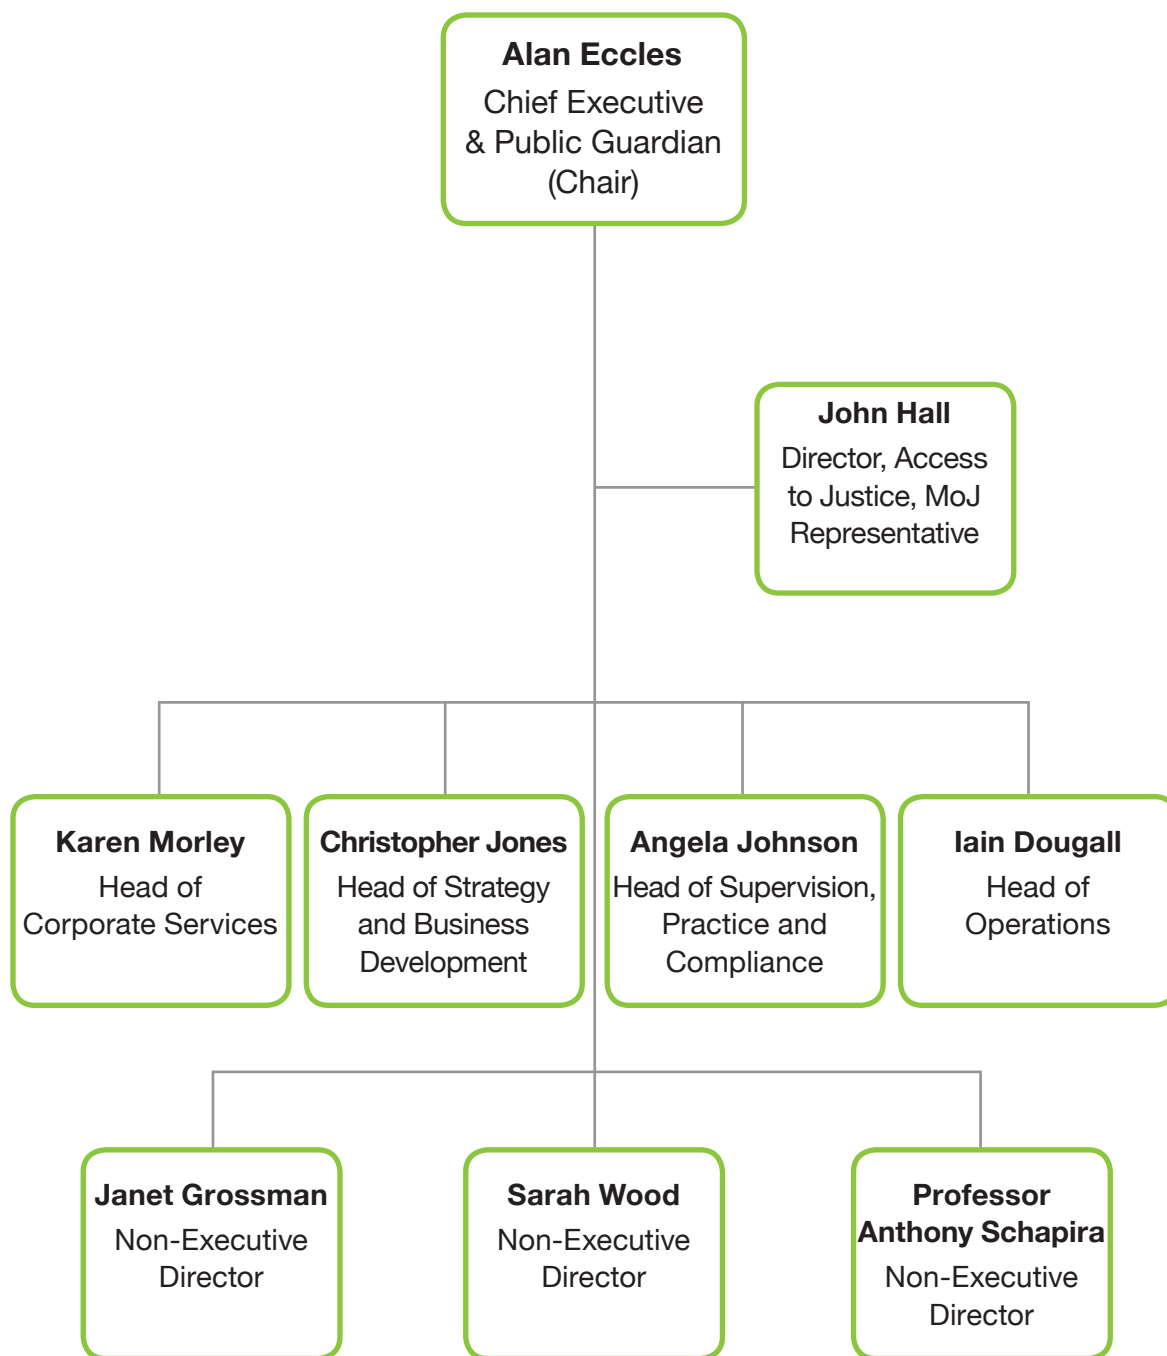 Alan Eccles
Chief Executive
& Public Guardian
(Chair)
John Hall
Director, Access
to Justice, MoJ
Representative
Karen Morley
Head of
Corporate Services
Christopher Jones
Head of Strategy
and Business
Development
Angela Johnson
Head of Supervision,
Practice and
Compliance
Iain Dougall
Head of
Operations
Janet Grossman
Non-Executive
Director
Sarah Wood
Non-Executive
Director
Professor
Anthony Schapira
Non-Executive
Director